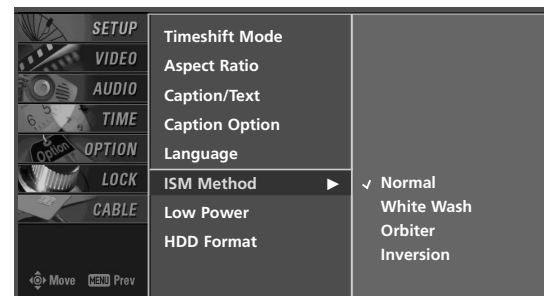 SETUP
VIDEO
AUDIO
TIME
OPTION
LOCK
CABLE
Move MENU Prev
Timeshift Mode
Aspect Ratio
Caption/Text
Caption Option
Language
ISM Method
Low Power
HDD Format
Normal
White Wash
Orbiter
Inversion